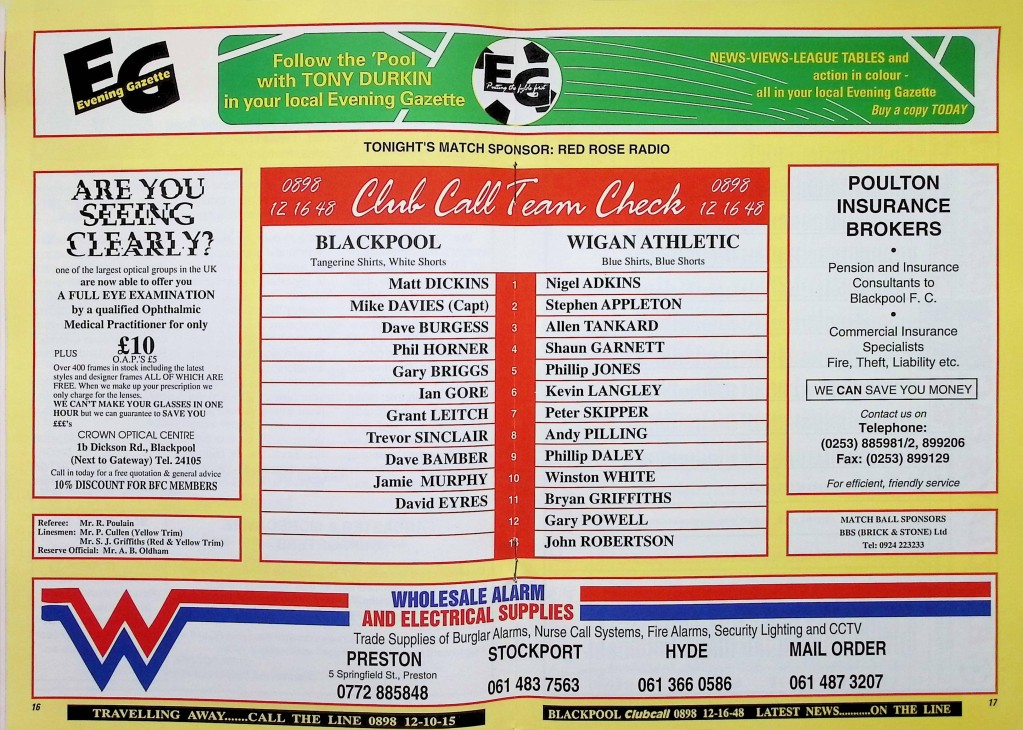 EG
Evening Gazette
Follow the 'Pool
with TONY DURKIN
in your local Evening Gazette
EG
Putting the fylde first
NEWS-VIEWS-LEAGUE TABLES and
action in colour -
all in your local Evening Gazette
Buy a copy TODAY
TONIGHT'S MATCH SPONSOR: RED ROSE RADIO
ARE YOU
SEEING
CLEARLY?
one of the largest optical groups in the UK
are now able to offer you
A FULL EYE EXAMINATION
by a qualified Ophthalmic
Medical Practitioner for only
£10
PLUS O.A.P.'S £5
Over 400 frames in stock including the latest
styles and designer frames ALL OF WHICH ARE
FREE. When we make up your prescription we
only charge for the lenses.
WE CAN'T MAKE YOUR GLASSES IN ONE
HOUR but we can guarantee to SAVE YOU
£££'s
CROWN OPTICAL CENTRE
1b Dickson Rd., Blackpool
(Next to Gateway) Tel. 24105
Call in today for a free quotation & general advice
10% DISCOUNT FOR BFC MEMBERS
Referee: Mr. R. Poulain
Linesmen: Mr. P. Cullen (Yellow Trim)
Mr. S. J. Griffiths (Red & Yellow Trim)
Reserve Official: Mr. A. B. Oldham
0898
12 16 48
Club Call Team Check
0898
12 16 48
BLACKPOOL
Tangerine Shirts, White Shorts
WIGAN ATHLETIC
Blue Shirts, Blue Shorts
Matt DICKINS 1 Nigel ADKINS
Mike DAVIES (Capt) 2 Stephen APPLETON
Dave BURGESS 3 Allen TANKARD
Phil HORNER 4 Shaun GARNETT
Gary BRIGGS 5 Phillip JONES
Ian GORE 6 Kevin LANGLEY
Grant LEITCH 7 Peter SKIPPER
Trevor SINCLAIR 8 Andy PILLING
Dave BAMBER 9 Phillip DALEY
Jamie MURPHY 10 Winston WHITE
David EYRES 11 Bryan GRIFFITHS
12 Gary POWELL
John ROBERTSON
POULTON
INSURANCE
BROKERS
•
Pension and Insurance
Consultants to
Blackpool F. C.
•
Commercial Insurance
Specialists
Fire, Theft, Liability etc.
WE CAN SAVE YOU MONEY
Contact us on
Telephone:
(0253) 885981/2, 899206
Fax: (0253) 899129
For efficient, friendly service
MATCH BALL SPONSORS
BBS (BRICK & STONE) Ltd
Tel: 0924 223233
W
WHOLESALE ALARM
AND ELECTRICAL SUPPLIES
Trade Supplies of Burglar Alarms, Nurse Call Systems, Fire Alarms, Security Lighting and CCTV
PRESTON
5 Springfield St., Preston
0772 885848
STOCKPORT
061 483 7563
HYDE
061 366 0586
MAIL ORDER
061 487 3207
16
TRAVELLING AWAY.......CALL THE LINE 0898 12-10-15
BLACKPOOL Clubcall 0898 12-16-48 LATEST NEWS...........ON THE LINE
17